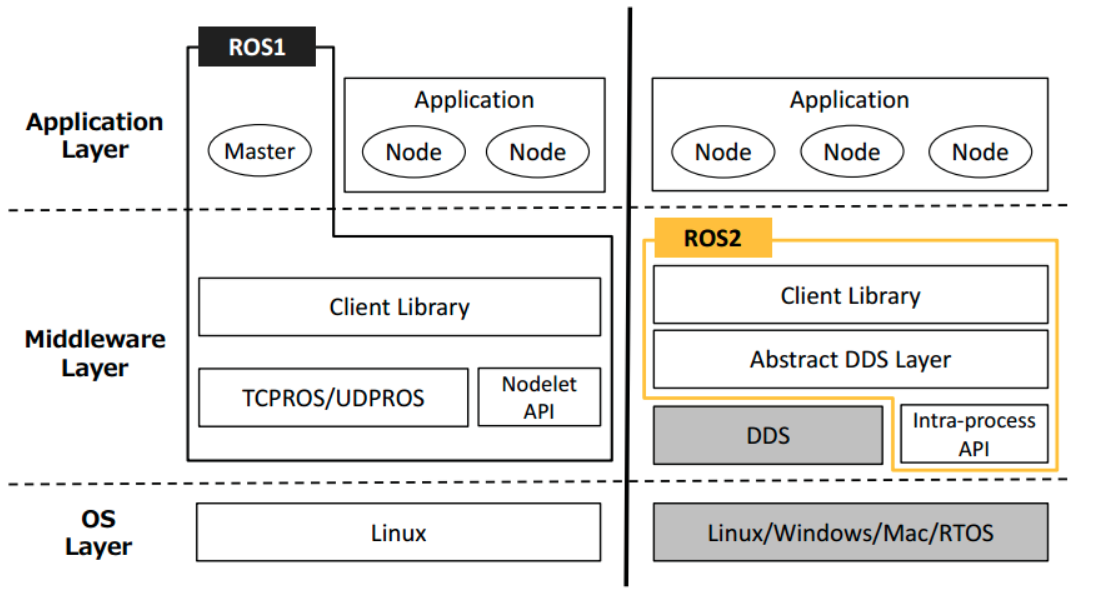 ROS1
Application
Layer
Master
Application
Node
Node
Application
Node
Node
Node
Middleware
Layer
Client Library
TCPROS/UDPROS
Nodelet
API
ROS2
Client Library
Abstract DDS Layer
DDS
Intra-process
API
OS
Layer
Linux
Linux/Windows/Mac/RTOS